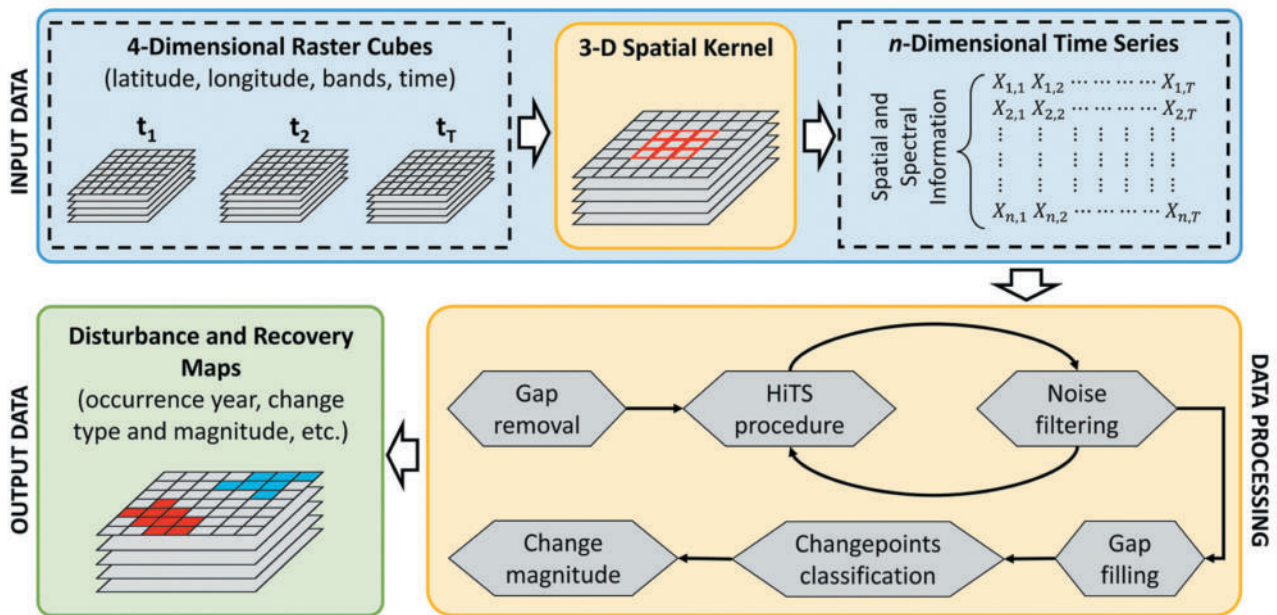 INPUT DATA
4-Dimensional Raster Cubes
(latitude, longitude, bands, time)
t1
t2
tT
3-D Spatial Kernel
n-Dimensional Time Series
Spatial and
Spectral
Information
X1,1 X1,2 ⋯ ⋯ ⋯ ⋯ X1,T
X2,1 X2,2 ⋯ ⋯ ⋯ ⋯ X2,T
⋮ ⋮ ⋮ ⋮ ⋮ ⋮ ⋮
⋮ ⋮ ⋮ ⋮ ⋮ ⋮ ⋮
⋮ ⋮ ⋮ ⋮ ⋮ ⋮ ⋮
Xn,1 Xn,2 ⋯ ⋯ ⋯ ⋯ Xn,T
DATA PROCESSING
Gap
removal
HiTS
procedure
Noise
filtering
Gap
filling
Changepoints
classification
Change
magnitude
OUTPUT DATA
Disturbance and Recovery
Maps
(occurrence year, change
type and magnitude, etc.)